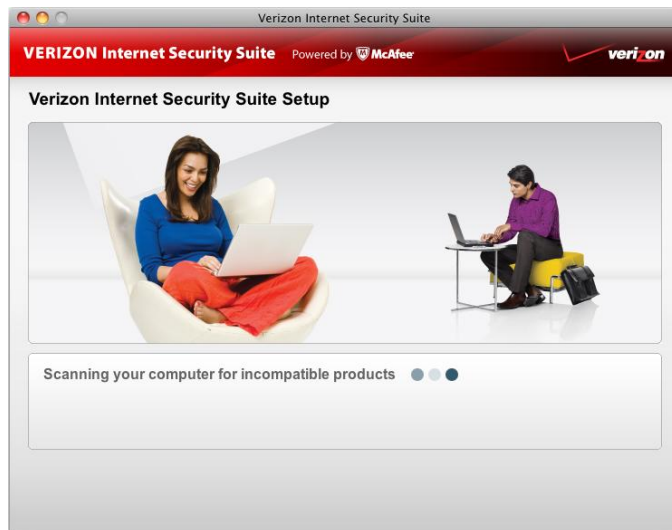 Verizon Internet Security Suite
VERIZON Internet Security Suite Powered by McAfee verizon
Verizon Internet Security Suite Setup
Scanning your computer for incompatible products